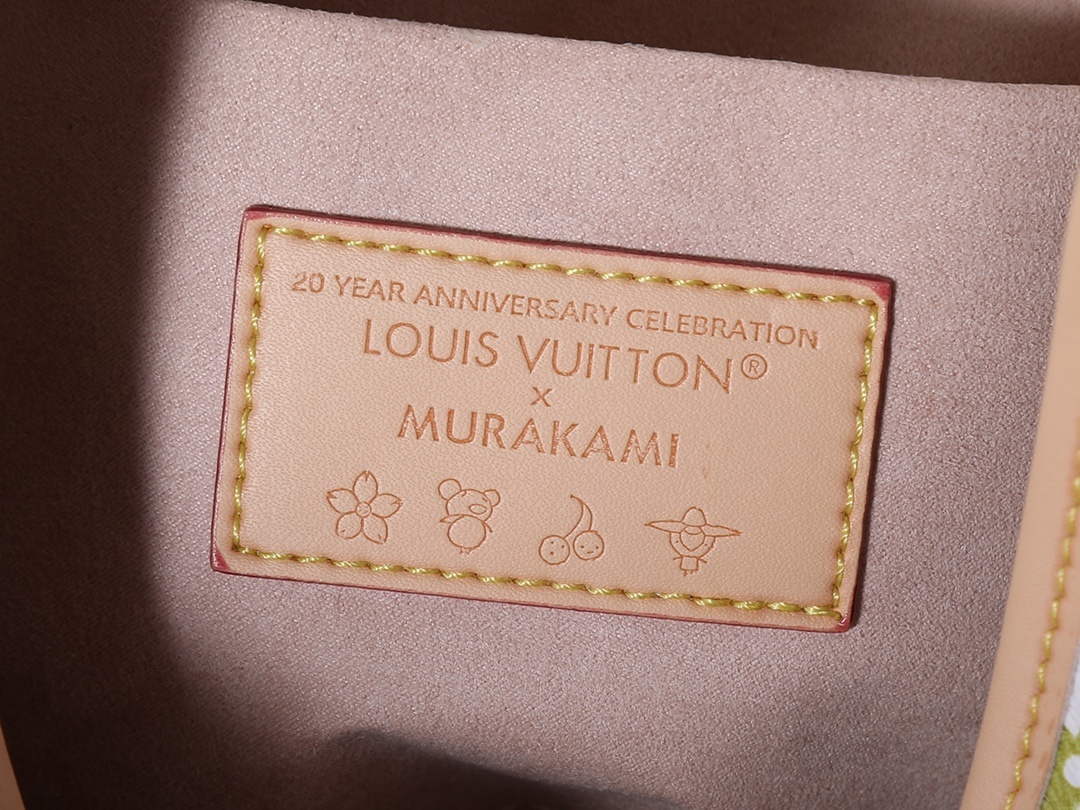 20 YEAR ANNIVERSARY CELEBRATION
LOUIS VUITTON®
x
MURAKAMI